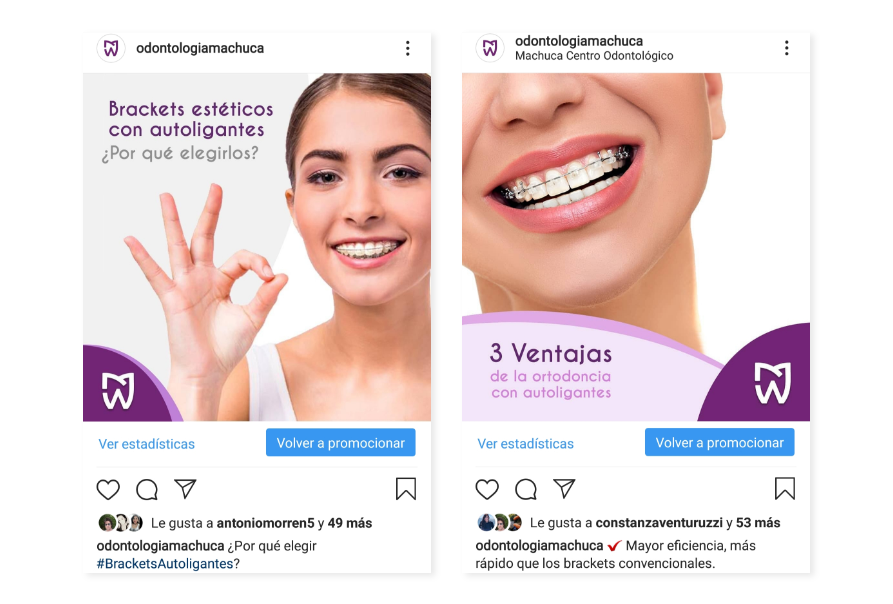 odontologiamachuca
Brackets estéticos
con autoligantes
¿Por qué elegirlos?
Ver estadísticas
Volver a promocionar
Le gusta a antoniomorren5 y 49 más
odontologiamachuca ¿Por qué elegir
#BracketsAutoligantes?
odontologiamachuca
Machuca Centro Odontológico
3 Ventajas
de la ortodoncia
con autoligantes
Ver estadísticas
Volver a promocionar
Le gusta a constanzaventuruzzi y 53 más
odontologiamachuca ✓ Mayor eficiencia, más
rápido que los brackets convencionales.